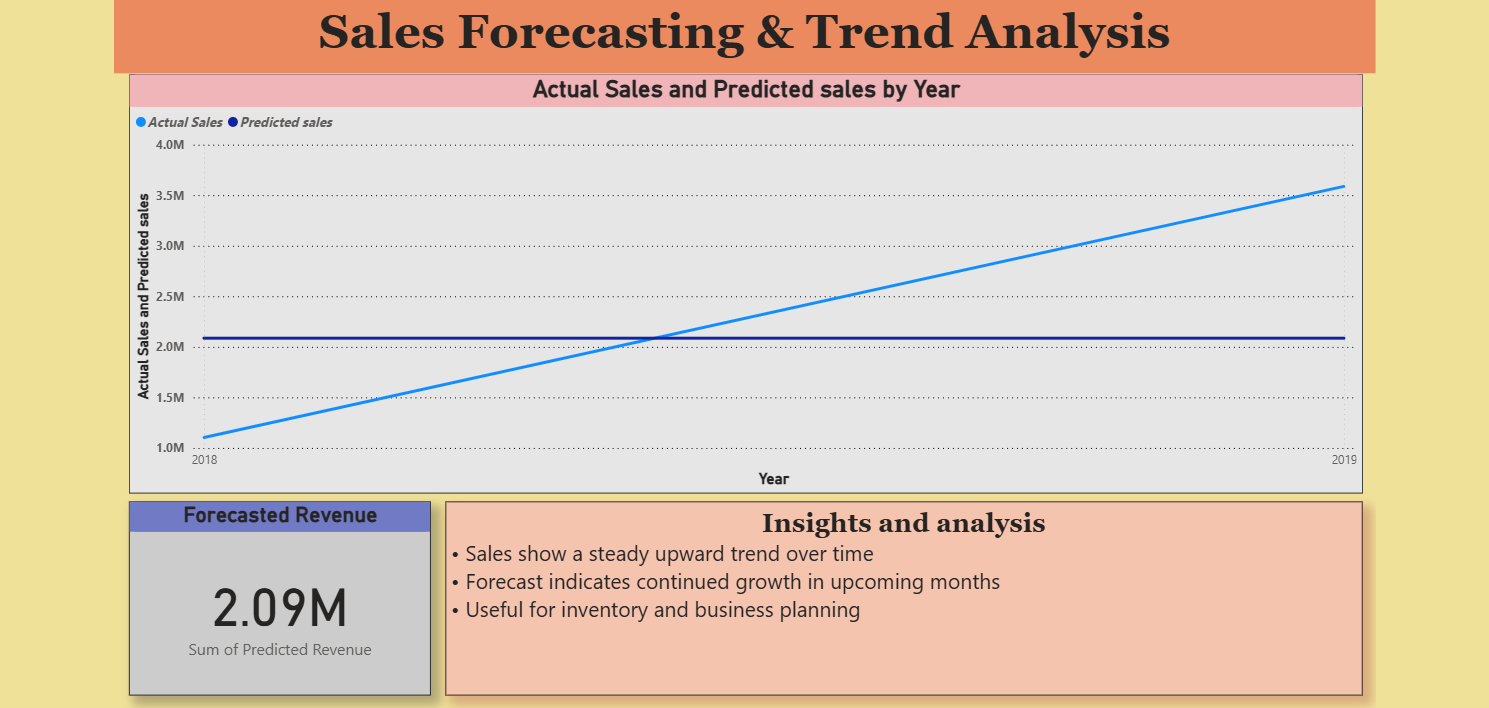 Sales Forecasting & Trend Analysis
Actual Sales and Predicted sales by Year
Actual Sales Predicted sales
4.0M
3.5M
3.0M
2.5M
2.0M
1.5M
1.0M
Actual Sales and Predicted sales
2018 2019
Year
Forecasted Revenue
2.09M
Sum of Predicted Revenue
Insights and analysis
• Sales show a steady upward trend over time
• Forecast indicates continued growth in upcoming months
• Useful for inventory and business planning